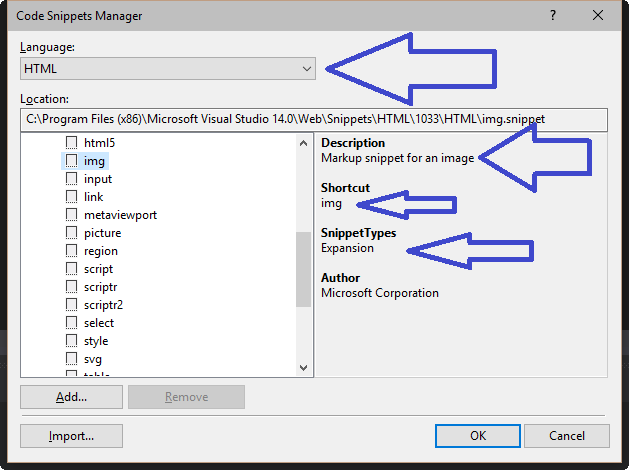 Code Snippets Manager ?
Language:
HTML
Location:
C:\Program Files (x86)\Microsoft Visual Studio 14.0\Web\Snippets\HTML\1033\HTML\img.snippet
html5
img
input
link
metaviewport
picture
region
script
scriptr
scriptr2
select
style
svg
table
Description
Markup snippet for an image
Shortcut
img
SnippetTypes
Expansion
Author
Microsoft Corporation
Add... Remove
Import... OK Cancel